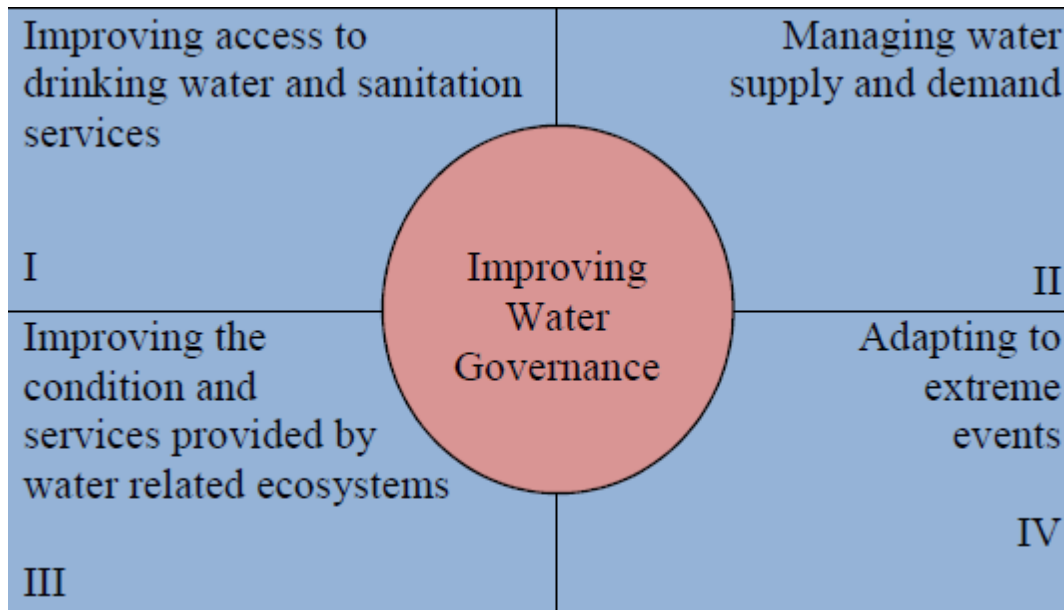 Improving access to
drinking water and sanitation
services
I
Managing water
supply and demand
II
Improving
Water
Governance
Improving the
condition and
services provided by
water related ecosystems
III
Adapting to
extreme
events
IV